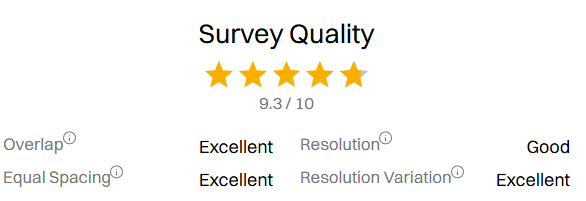 Survey Quality
9.3 / 10
Overlap Excellent Resolution Good
Equal Spacing Excellent Resolution Variation Excellent